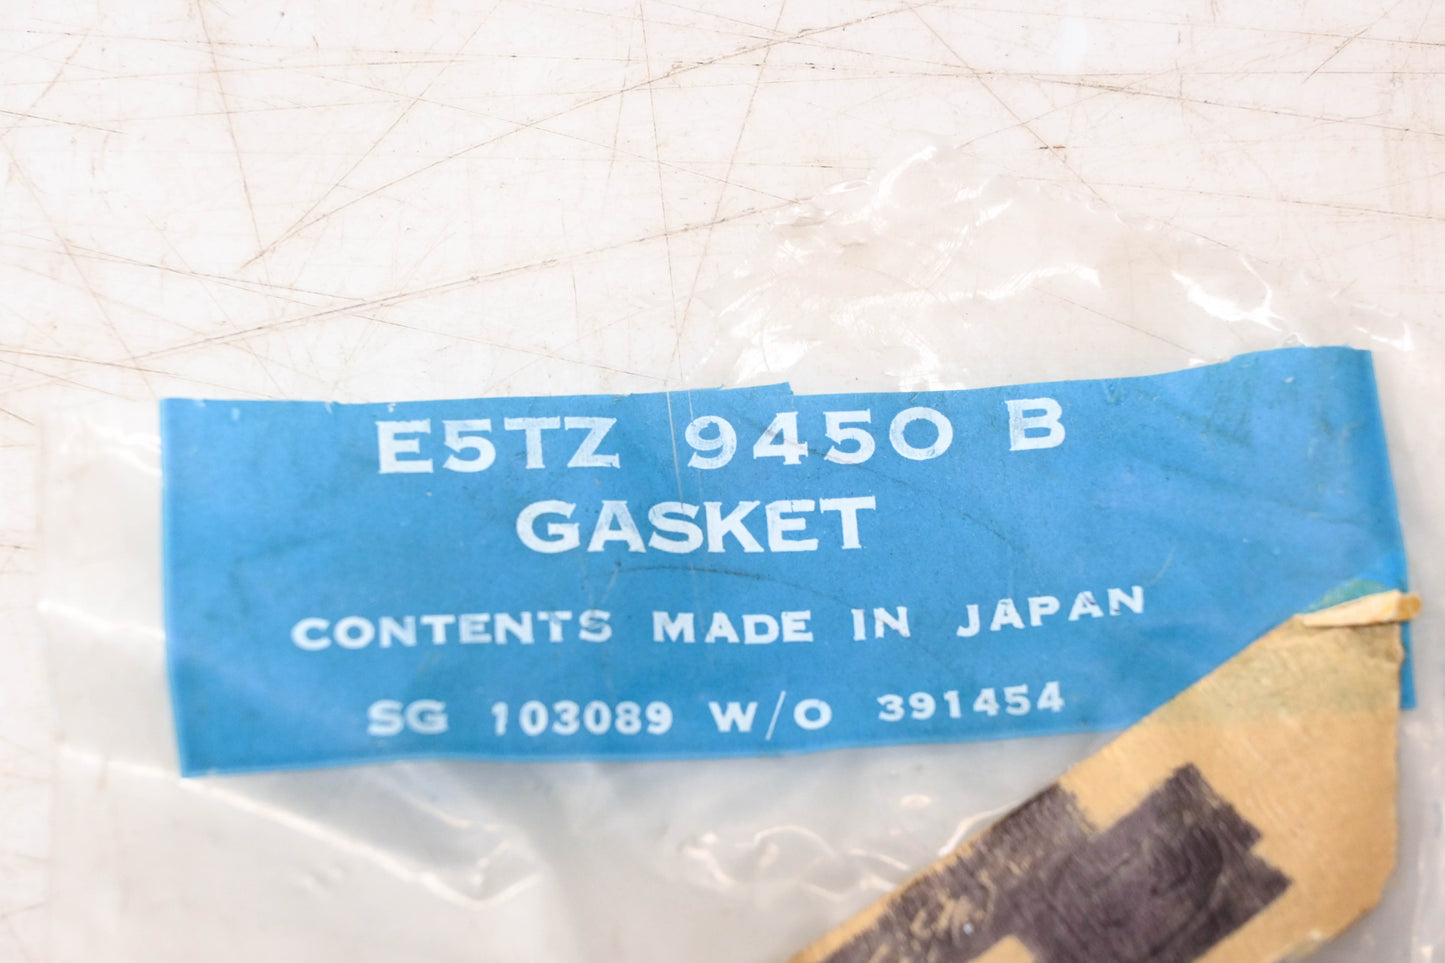 E5TZ 9450 B
GASKET
CONTENTS MADE IN JAPAN
SG 103089 W/O 391454